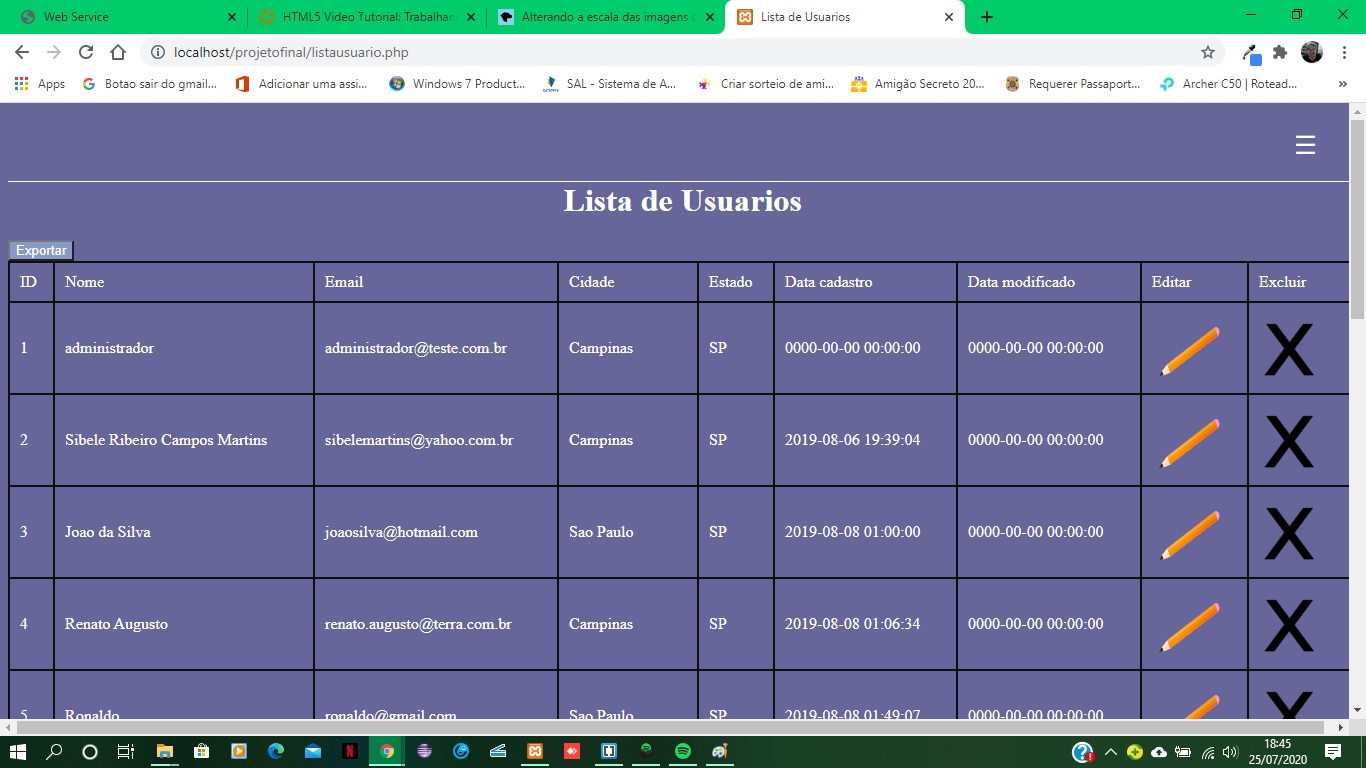 Web Service
HTML5 Video Tutorial: Trabalhan
Alterando a escala das imagens
Lista de Usuarios
localhost/projetofinal/listausuario.php
Apps
Botao sair do gmail...
Adicionar uma assi...
Windows 7 Product...
SAL - Sistema de A...
Criar sorteio de ami...
Amigão Secreto 20...
Requerer Passaport...
Archer C50 | Rotead...
Lista de Usuarios
Exportar
ID Nome Email Cidade Estado Data cadastro Data modificado Editar Excluir
1 administrador administrador@teste.com.br Campinas SP 0000-00-00 00:00:00 0000-00-00 00:00:00 X
2 Sibele Ribeiro Campos Martins sibelemartins@yahoo.com.br Campinas SP 2019-08-06 19:39:04 0000-00-00 00:00:00 X
3 Joao da Silva joaosilva@hotmail.com Sao Paulo SP 2019-08-08 01:00:00 0000-00-00 00:00:00 X
4 Renato Augusto renato.augusto@terra.com.br Campinas SP 2019-08-08 01:06:34 0000-00-00 00:00:00 X
5 Ronaldo ronaldo@gmail.com Sao Paulo SP 2019-08-08 01:49:07 0000-00-00 00:00:00 X
18:45
25/07/2020